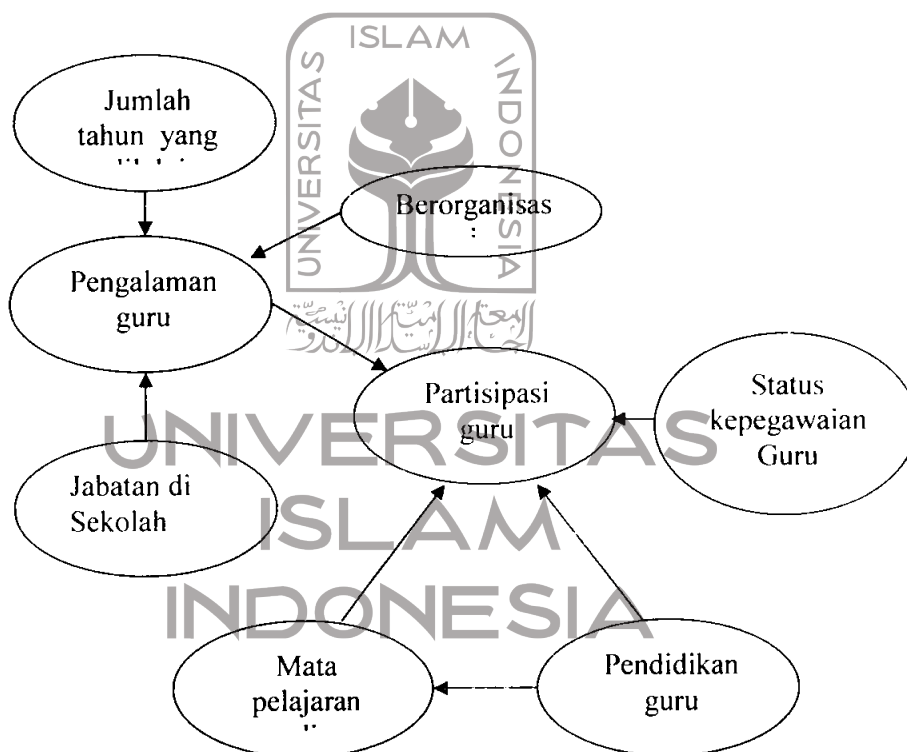 ISLAM
UNIVERSITAS
INDONESIA
Jumlah
tahun yang
Berorganisas
Pengalaman
guru
Partisipasi
guru
Status
kepegawaian
Guru
UNIVERSITAS
Jabatan di
Sekolah
ISLAM
INDONESIA
Mata
pelajaran
Pendidikan
guru